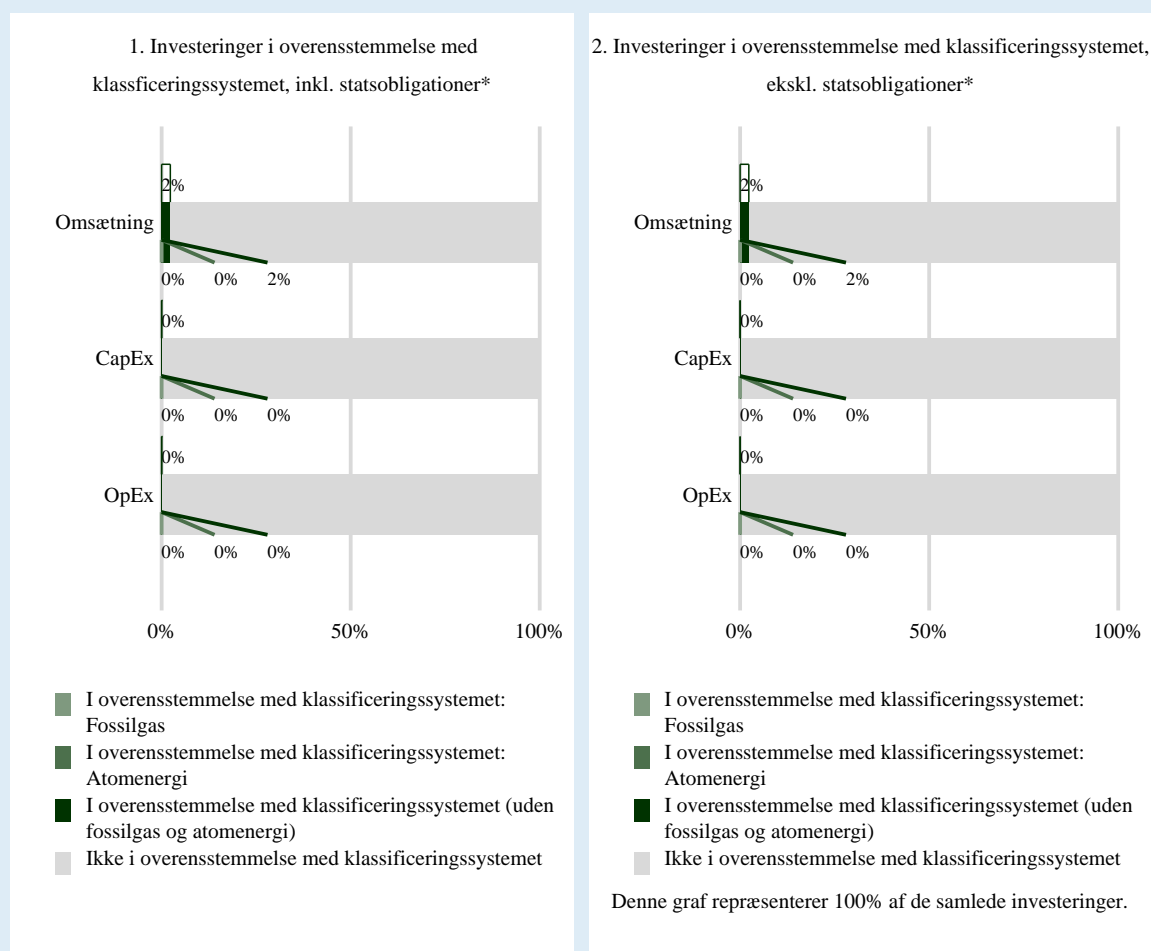 1. Investeringer i overensstemmelse med
klassficeringssystemet, inkl. statsobligationer*
2%
Omsætning
0% 0% 2%
0%
CapEx
0% 0% 0%
0%
OpEx
0% 0% 0%
0% 50% 100%
I overensstemmelse med klassificeringssystemet:
Fossilgas
I overensstemmelse med klassificeringssystemet:
Atomenergi
I overensstemmelse med klassificeringssystemet (uden
fossilgas og atomenergi)
Ikke i overensstemmelse med klassificeringssystemet
2. Investeringer i overensstemmelse med klassificeringssystemet,
ekskl. statsobligationer*
2%
Omsætning
0% 0% 2%
0%
CapEx
0% 0% 0%
0%
OpEx
0% 0% 0%
0% 50% 100%
I overensstemmelse med klassificeringssystemet:
Fossilgas
I overensstemmelse med klassificeringssystemet:
Atomenergi
I overensstemmelse med klassificeringssystemet (uden
fossilgas og atomenergi)
Ikke i overensstemmelse med klassificeringssystemet
Denne graf repræsenterer 100% af de samlede investeringer.